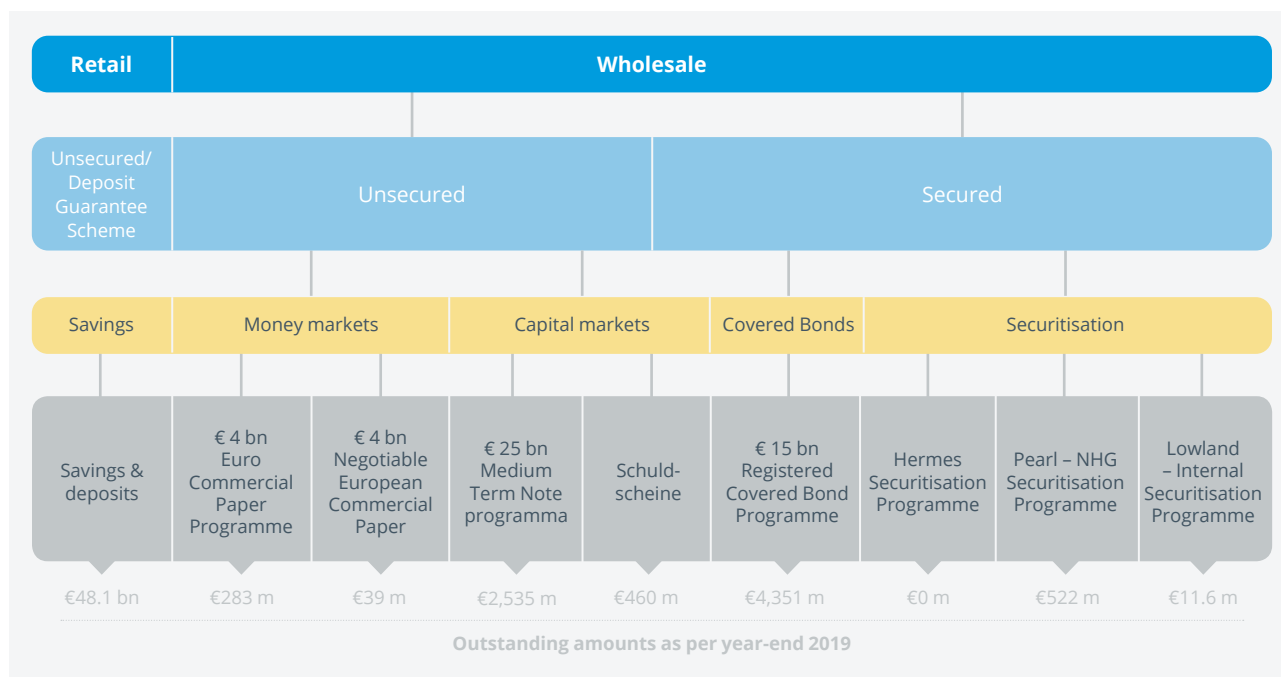 Retail
Wholesale
Unsecured/
Deposit
Guarantee
Scheme
Unsecured
Secured
Savings
Money markets
Capital markets
Covered Bonds
Securitisation
Savings &
deposits
€ 4 bn
Euro
Commercial
Paper
Programme
€ 4 bn
Negotiable
European
Commercial
Paper
€ 25 bn
Medium
Term Note
programma
Schuld-
scheine
€ 15 bn
Registered
Covered Bond
Programme
Hermes
Securitisation
Programme
Pearl – NHG
Securitisation
Programme
Lowland
– Internal
Securitisation
Programme
€48.1 bn
€283 m
€39 m
€2,535 m
€460 m
€4,351 m
€0 m
€522 m
€11.6 m
Outstanding amounts as per year-end 2019